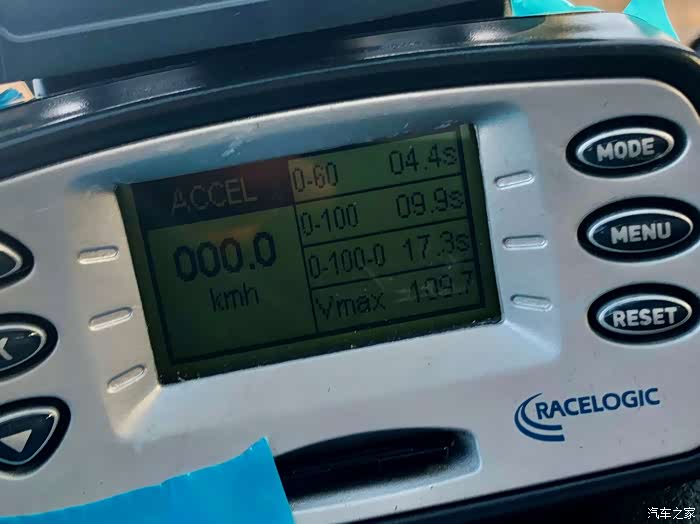 ACCEL
000.0
kmh
0-60 04.4s
0-100 09.9s
0-100-0 17.3s
Vmax 109.7
MODE
MENU
RESET
RACELOGIC
汽车之家